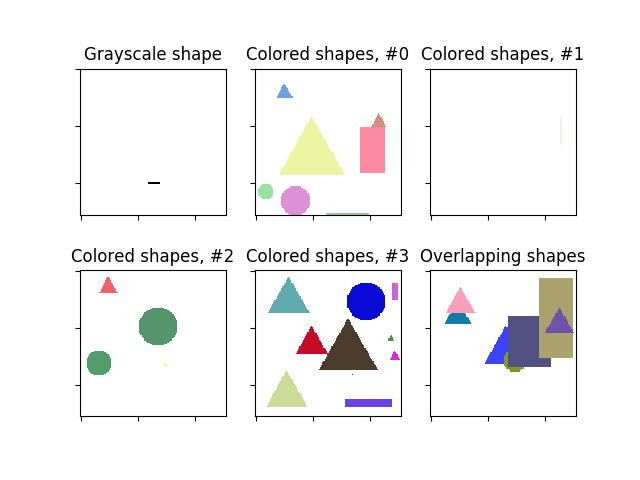 Grayscale shape
Colored shapes, #0
Colored shapes, #1
Colored shapes, #2
Colored shapes, #3
Overlapping shapes